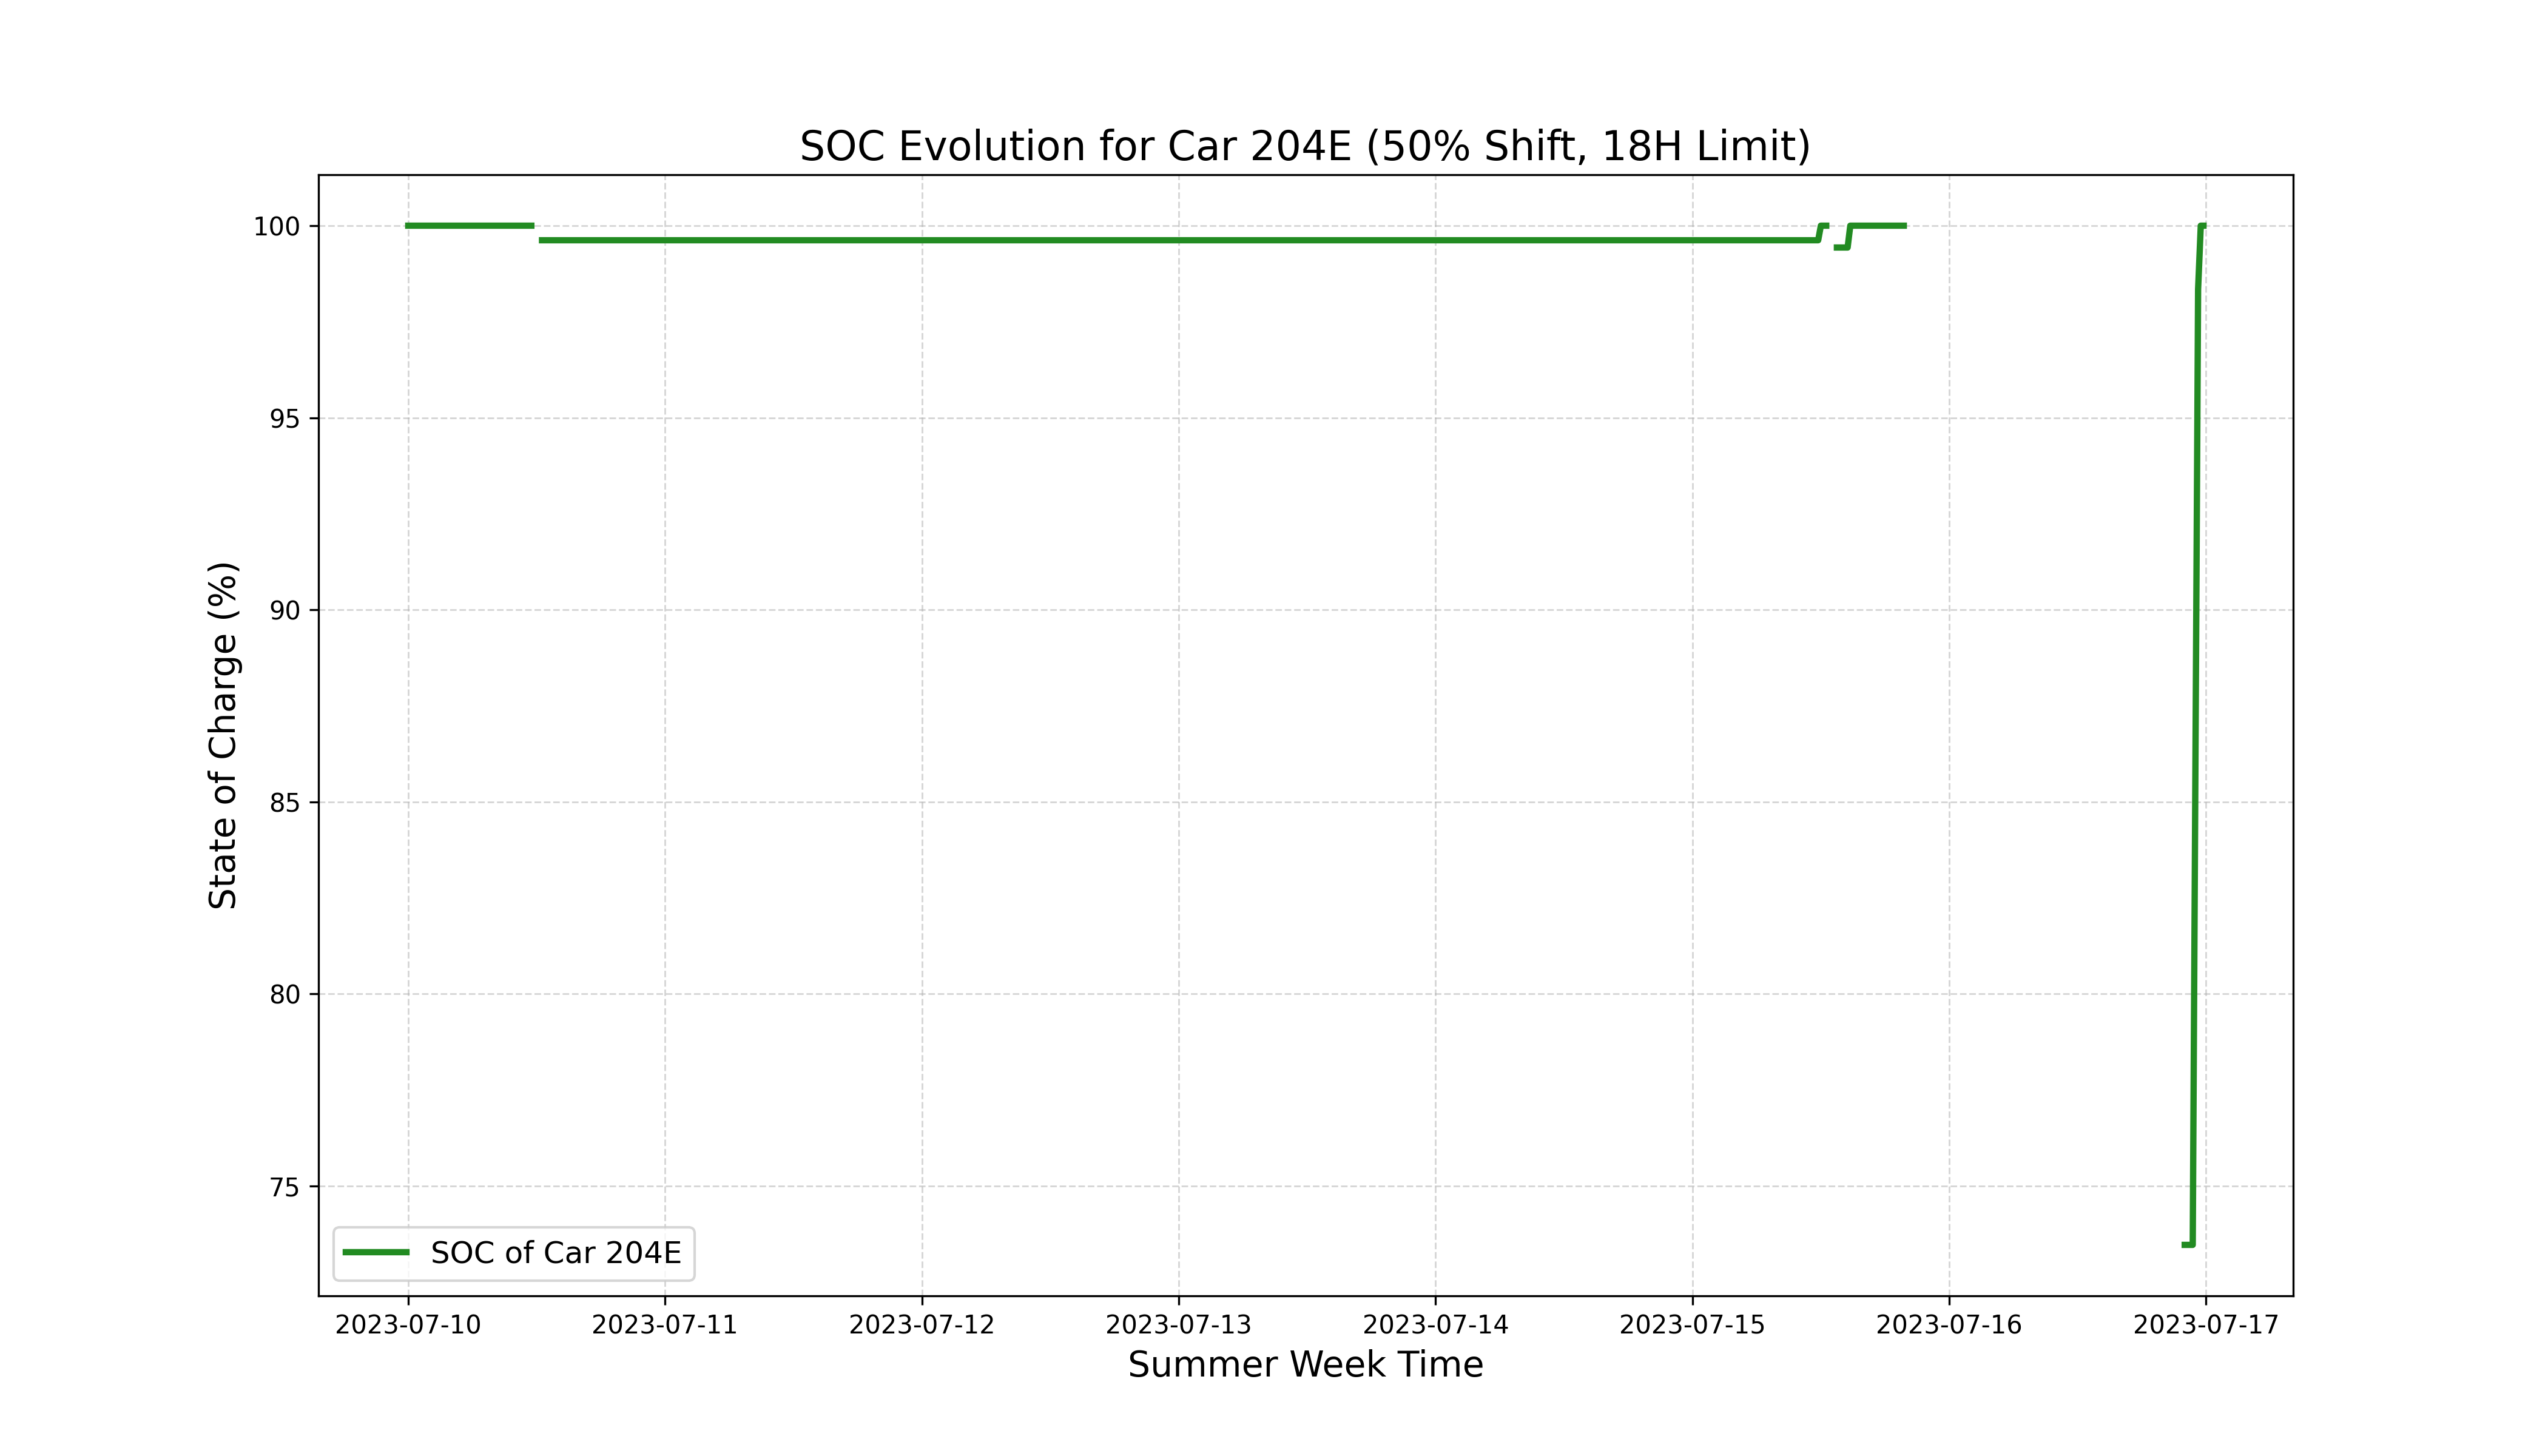 SOC Evolution for Car 204E (50% Shift, 18H Limit)
State of Charge (%)
100
95
90
85
80
75
SOC of Car 204E
2023-07-10 2023-07-11 2023-07-12 2023-07-13 2023-07-14 2023-07-15 2023-07-16 2023-07-17
Summer Week Time